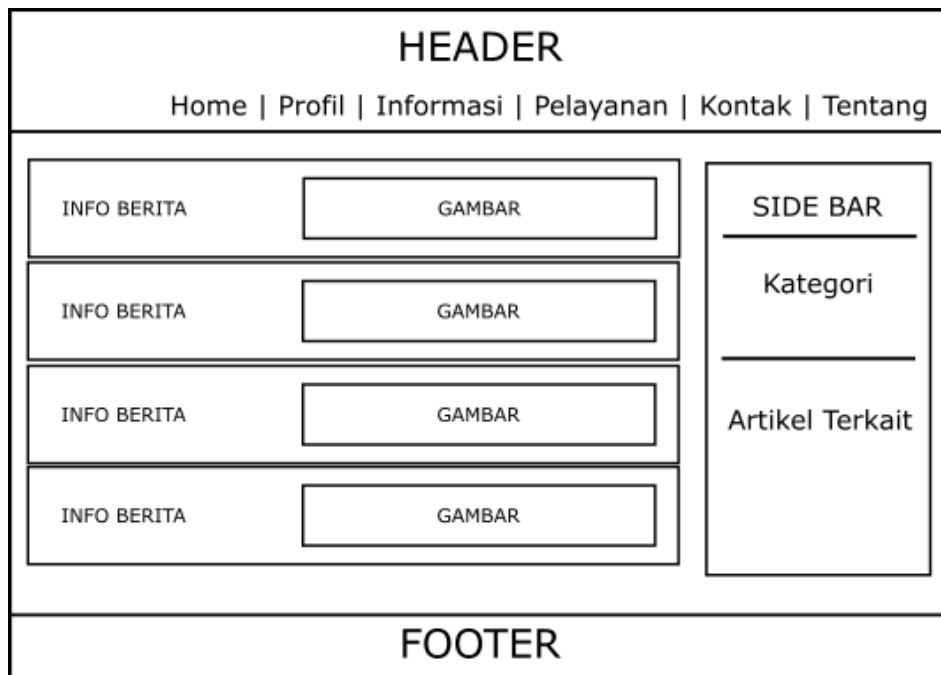 HEADER
Home | Profil | Informasi | Pelayanan | Kontak | Tentang
INFO BERITA
GAMBAR
INFO BERITA
GAMBAR
INFO BERITA
GAMBAR
INFO BERITA
GAMBAR
SIDE BAR
Kategori
Artikel Terkait
FOOTER